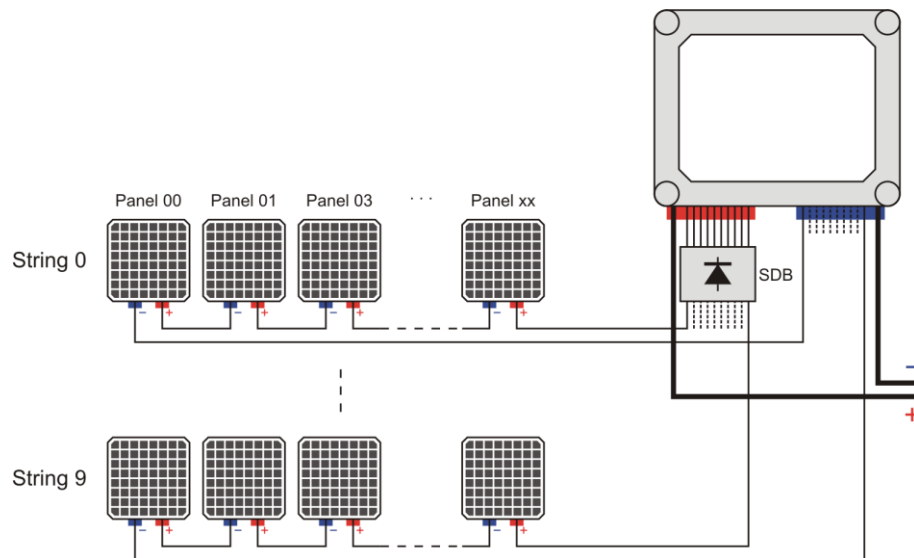 Panel 00 Panel 01 Panel 03 · · · Panel xx
String 0
SDB
− + − + − + − +
−
+
String 9
− + − + − + − +